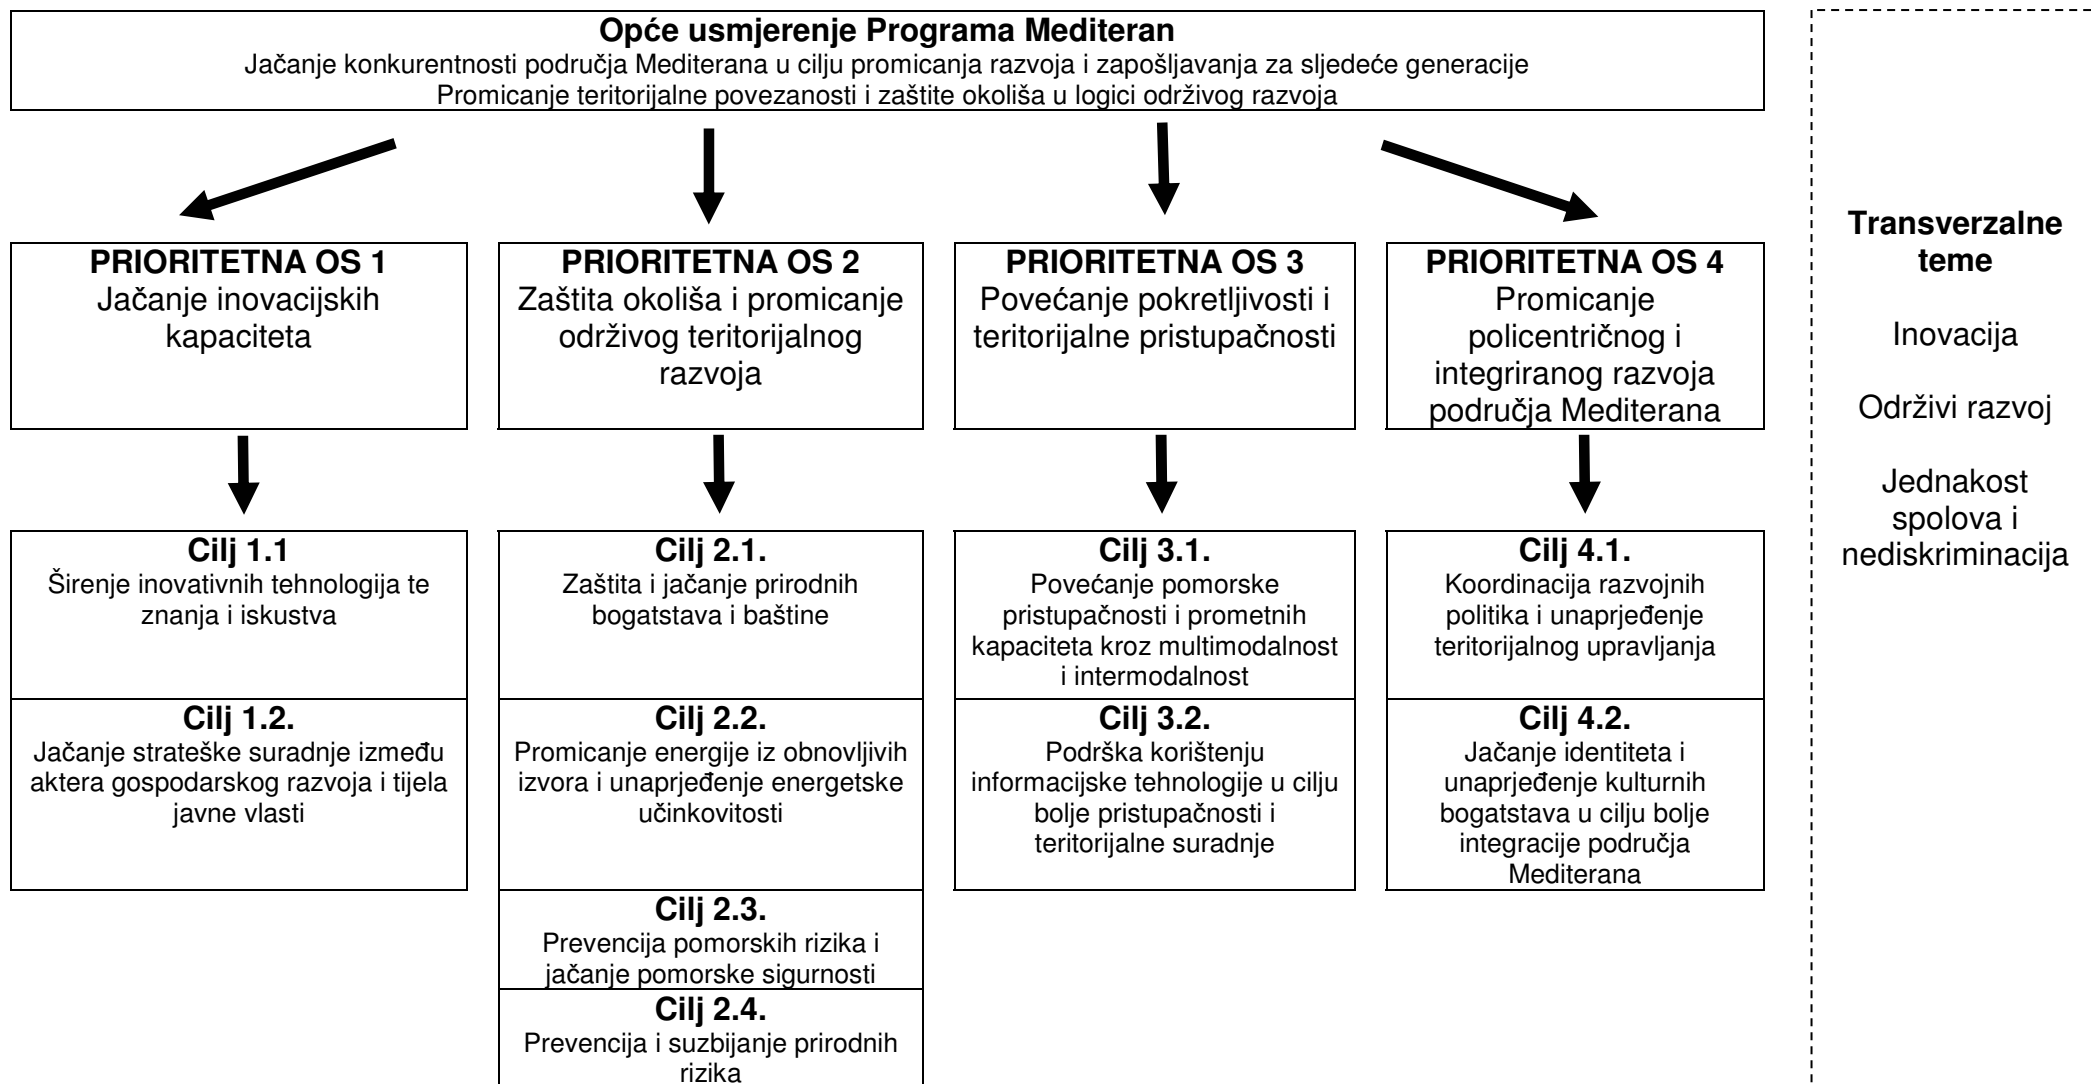 Opće usmjerenje Programa Mediteran
Jačanje konkurentnosti područja Mediterana u cilju promicanja razvoja i zapošljavanja za sljedeće generacije
Promicanje teritorijalne povezanosti i zaštite okoliša u logici održivog razvoja
PRIORITETNA OS 1
Jačanje inovacijskih
kapaciteta
PRIORITETNA OS 2
Zaštita okoliša i promicanje
održivog teritorijalnog
razvoja
PRIORITETNA OS 3
Povećanje pokretljivosti i
teritorijalne pristupačnosti
PRIORITETNA OS 4
Promicanje
policentričnog i
integriranog razvoja
područja Mediterana
Cilj 1.1
Širenje inovativnih tehnologija te
znanja i iskustva
Cilj 1.2.
Jačanje strateške suradnje između
aktera gospodarskog razvoja i tijela
javne vlasti
Cilj 2.1.
Zaštita i jačanje prirodnih
bogatstava i baštine
Cilj 2.2.
Promicanje energije iz obnovljivih
izvora i unaprjeđenje energetske
učinkovitosti
Cilj 2.3.
Prevencija pomorskih rizika i
jačanje pomorske sigurnosti
Cilj 2.4.
Prevencija i suzbijanje prirodnih
rizika
Cilj 3.1.
Povećanje pomorske
pristupačnosti i prometnih
kapaciteta kroz multimodalnost
i intermodalnost
Cilj 3.2.
Podrška korištenju
informacijske tehnologije u cilju
bolje pristupačnosti i
teritorijalne suradnje
Cilj 4.1.
Koordinacija razvojnih
politika i unaprjeđenje
teritorijalnog upravljanja
Cilj 4.2.
Jačanje identiteta i
unaprjeđenje kulturnih
bogatstava u cilju bolje
integracije područja
Mediterana
Transverzalne
teme
Inovacija
Održivi razvoj
Jednakost
spolova i
nediskriminacija